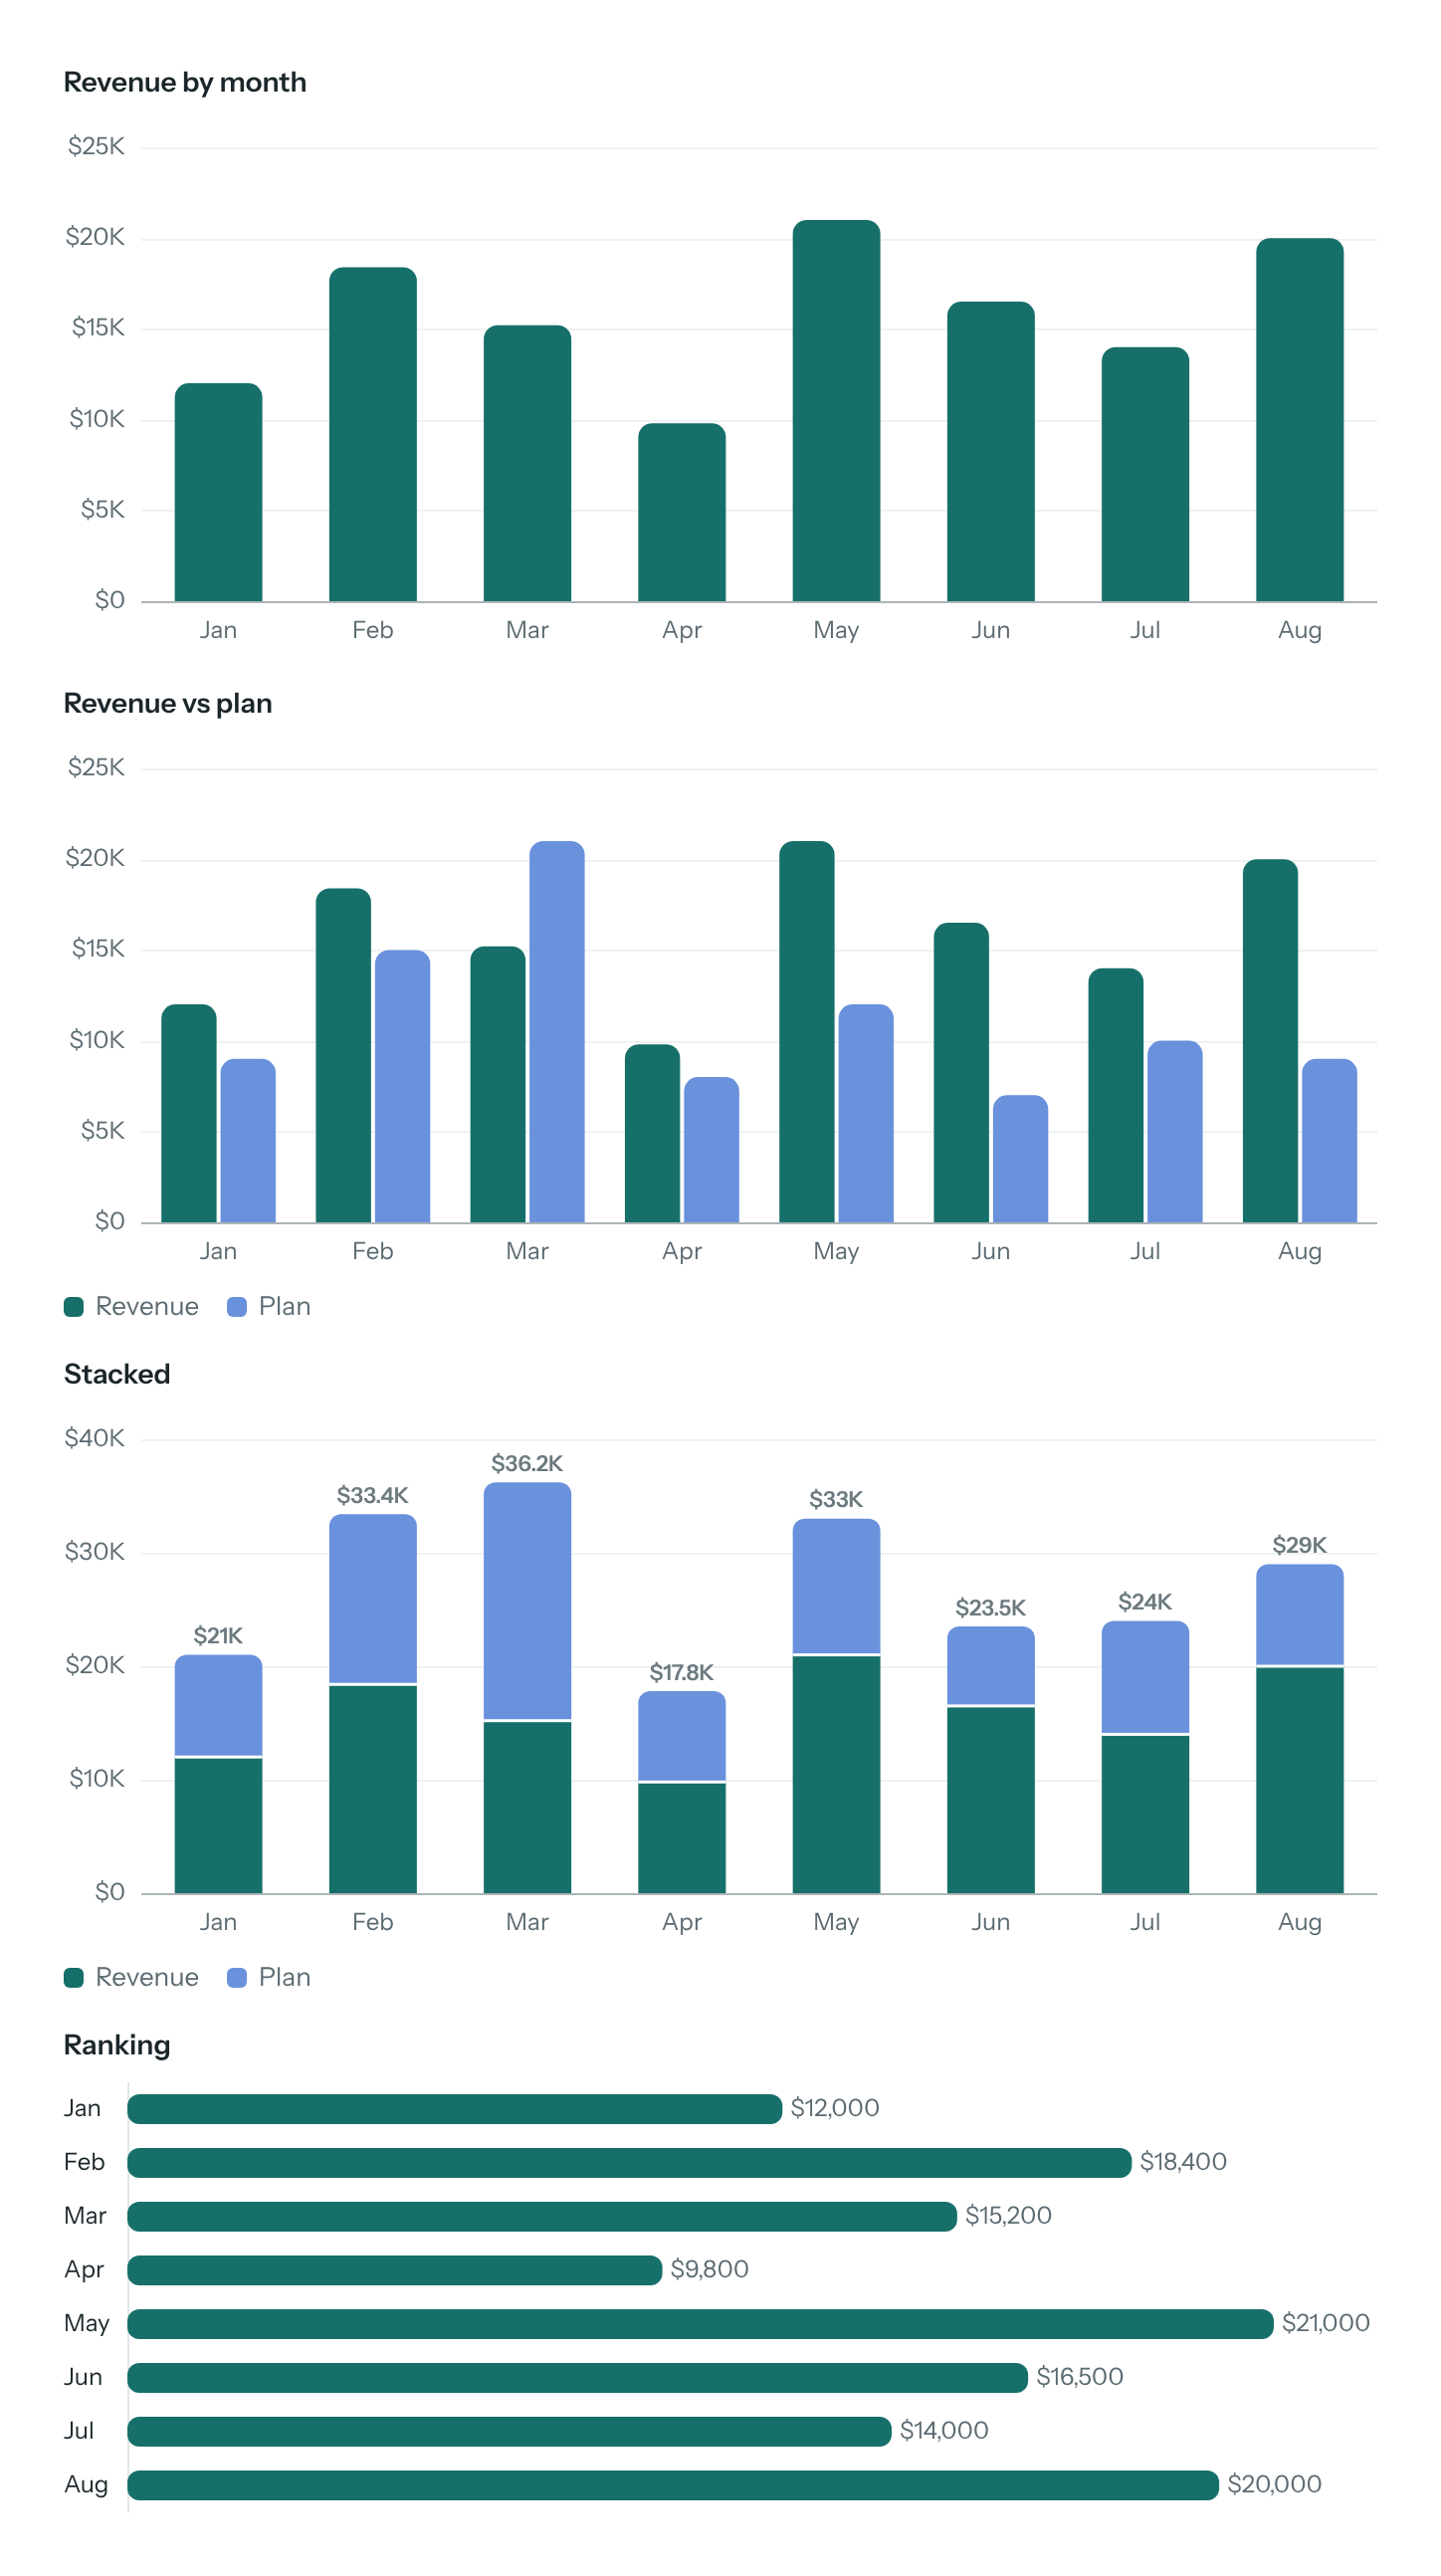 Revenue by month
$25K
$20K
$15K
$10K
$5K
$0
Jan Feb Mar Apr May Jun Jul Aug
Revenue vs plan
$25K
$20K
$15K
$10K
$5K
$0
Jan Feb Mar Apr May Jun Jul Aug
Revenue Plan
Stacked
$40K
$36.2K
$33.4K
$33K
$30K
$29K
$24K
$23.5K
$21K
$20K
$17.8K
$10K
$0
Jan Feb Mar Apr May Jun Jul Aug
Revenue Plan
Ranking
Jan $12,000
Feb $18,400
Mar $15,200
Apr $9,800
May $21,000
Jun $16,500
Jul $14,000
Aug $20,000